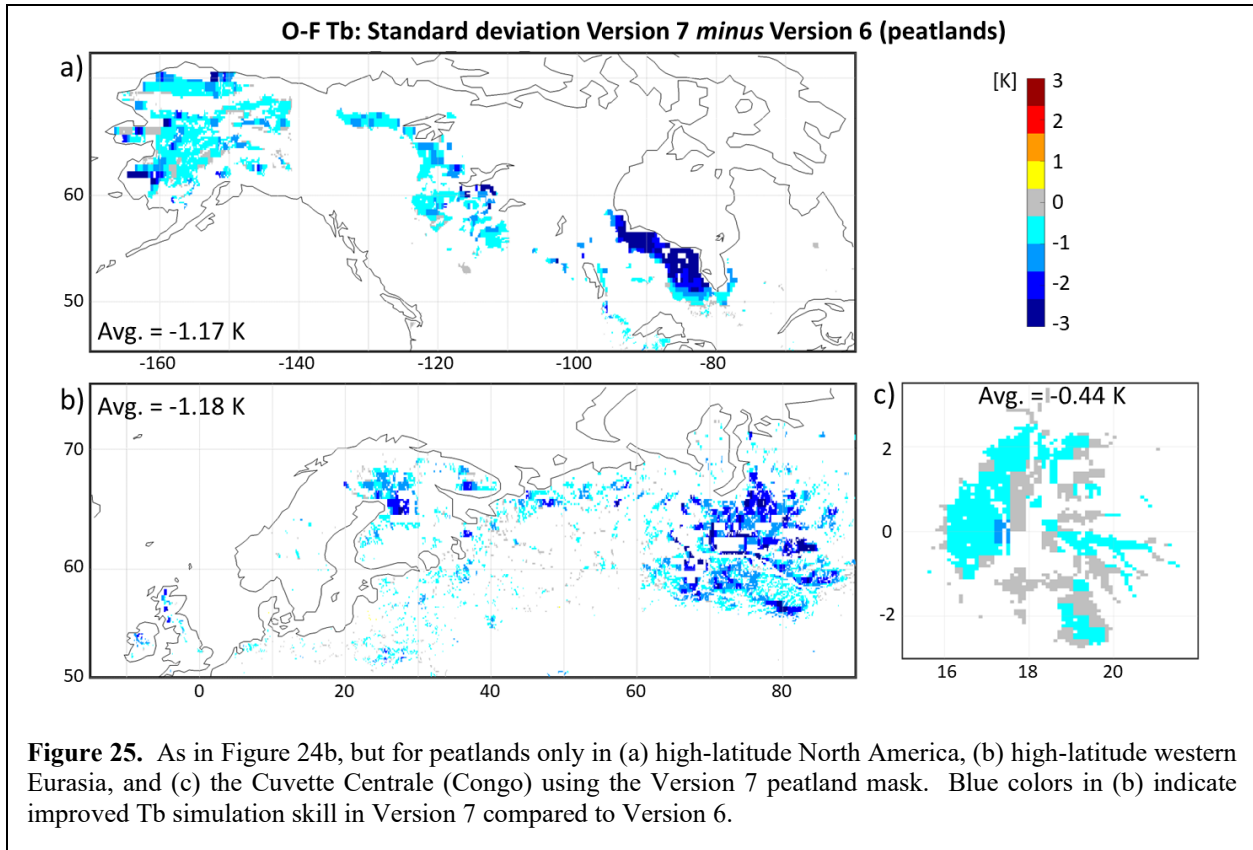 O-F Tb: Standard deviation Version 7 minus Version 6 (peatlands)
a)
[K]
3
2
1
0
-1
-2
-3
60
50
Avg. = -1.17 K
-160
-140
-120
-100
-80
b)
Avg. = -1.18 K
70
60
50
0
20
40
60
80
c)
Avg. = -0.44 K
2
0
-2
16
18
20
Figure 25. As in Figure 24b, but for peatlands only in (a) high-latitude North America, (b) high-latitude western
Eurasia, and (c) the Cuvette Centrale (Congo) using the Version 7 peatland mask. Blue colors in (b) indicate
improved Tb simulation skill in Version 7 compared to Version 6.